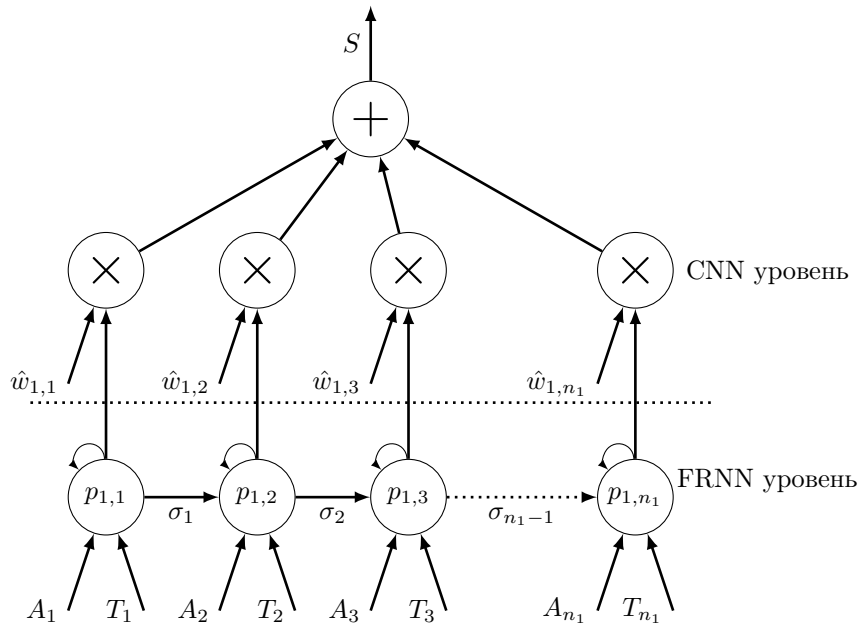 S
+
× × × × CNN уровень
ŵ₁,₁ ŵ₁,₂ ŵ₁,₃ ŵ₁,ₙ₁
p₁,₁ p₁,₂ p₁,₃ p₁,ₙ₁ FRNN уровень
σ₁ σ₂ σₙ₁₋₁
A₁ T₁ A₂ T₂ A₃ T₃ Aₙ₁ Tₙ₁